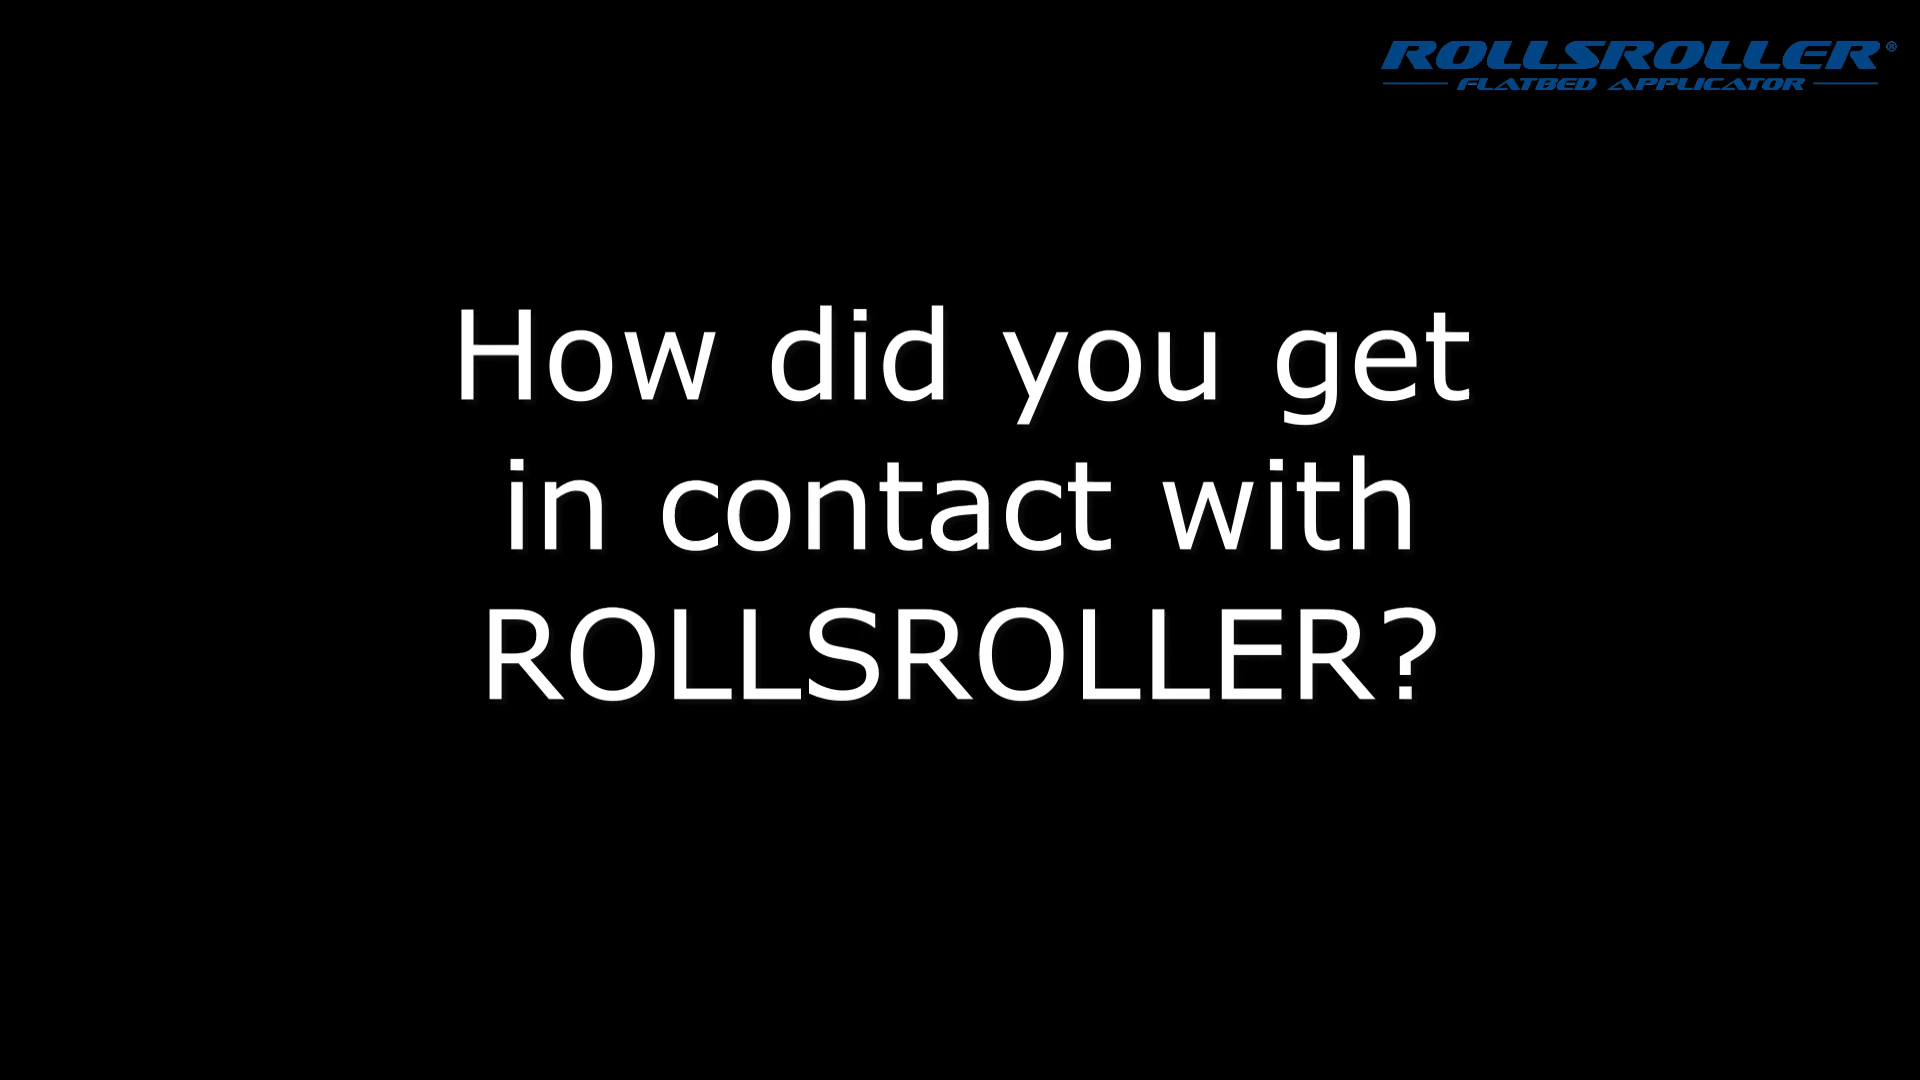 ROLLSROLLER®
FLATBED APPLICATOR
How did you get
in contact with
ROLLSROLLER?